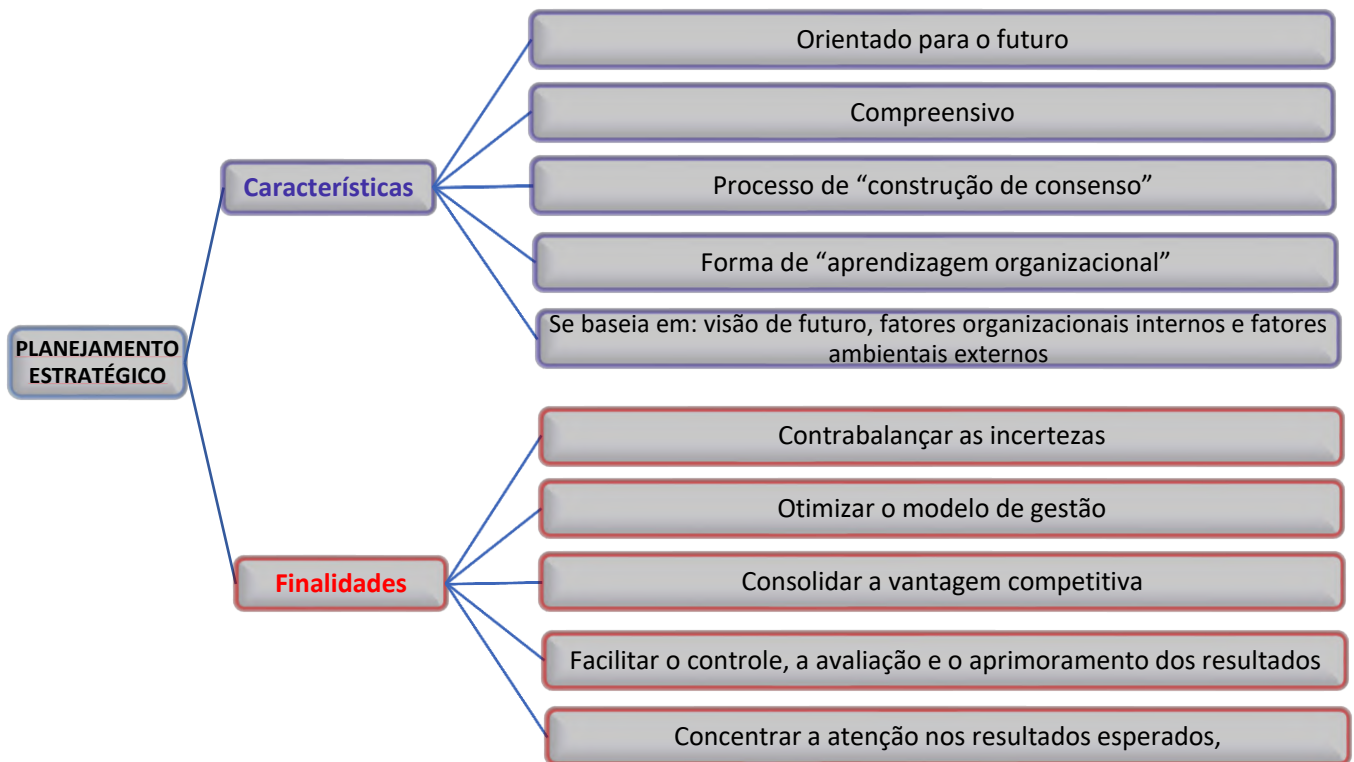 Orientado para o futuro
Compreensivo
Características
Processo de “construção de consenso”
Forma de “aprendizagem organizacional”
Se baseia em: visão de futuro, fatores organizacionais internos e fatores
ambientais externos
PLANEJAMENTO
ESTRATÉGICO
Finalidades
Contrabalançar as incertezas
Otimizar o modelo de gestão
Consolidar a vantagem competitiva
Facilitar o controle, a avaliação e o aprimoramento dos resultados
Concentrar a atenção nos resultados esperados,